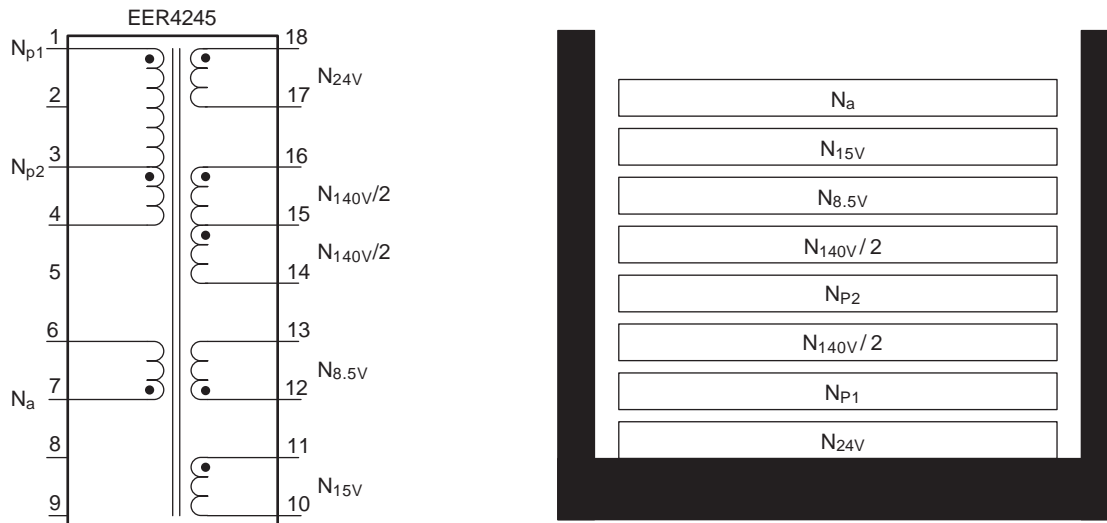 EER4245
Np1
1
2
3
Np2
4
5
6
7
Na
8
9
18
N24V
17
16
N140V/2
15
N140V/2
14
13
N8.5V
12
11
N15V
10
Na
N15V
N8.5V
N140V/2
NP2
N140V/2
NP1
N24V